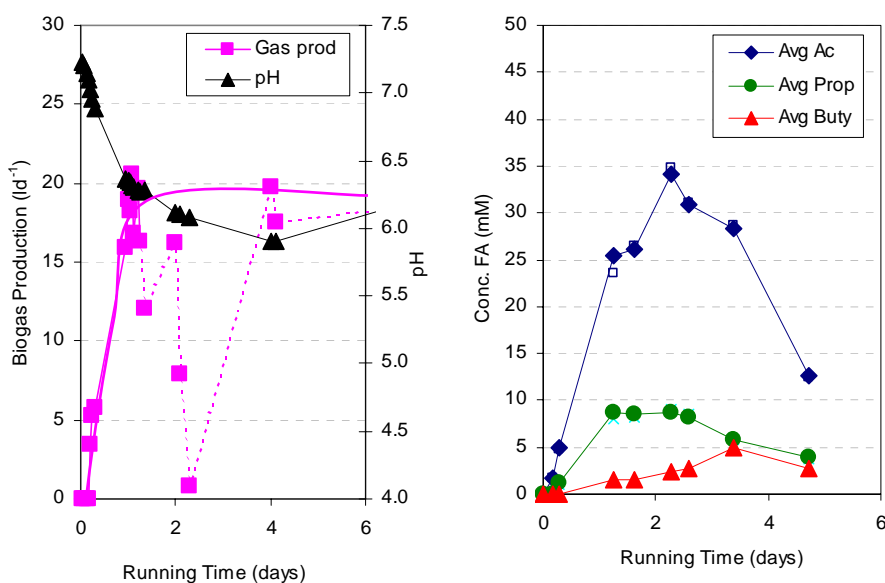 30
25
20
15
10
5
0
Biogas Production (ld⁻¹)
Gas prod
pH
7.5
7.0
6.5
6.0
5.5
5.0
4.5
4.0
pH
0 2 4 6
Running Time (days)
50
45
40
35
30
25
20
15
10
5
0
Conc. FA (mM)
Avg Ac
Avg Prop
Avg Buty
0 2 4 6
Running Time (days)